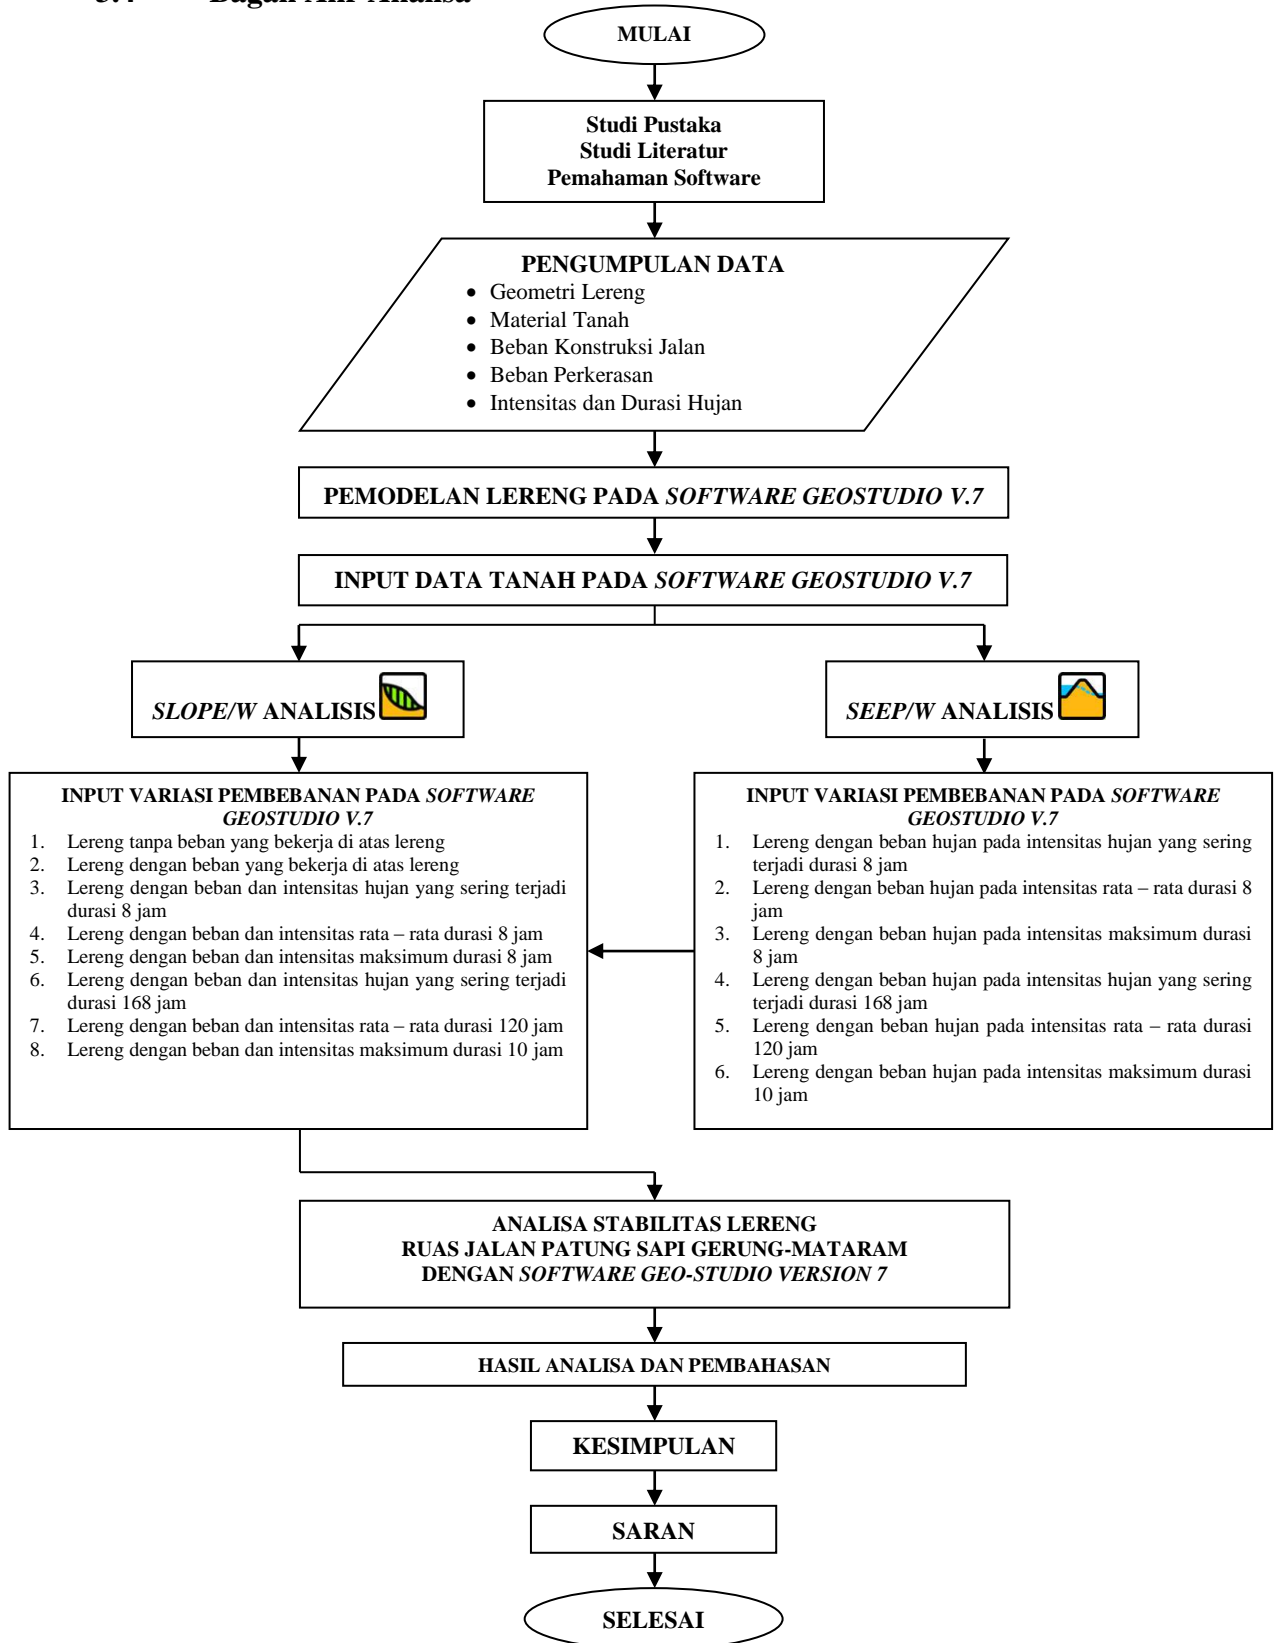 3.4 Bagan Alir Analisa
MULAI
Studi Pustaka
Studi Literatur
Pemahaman Software
PENGUMPULAN DATA
• Geometri Lereng
• Material Tanah
• Beban Konstruksi Jalan
• Beban Perkerasan
• Intensitas dan Durasi Hujan
PEMODELAN LERENG PADA SOFTWARE GEOSTUDIO V.7
INPUT DATA TANAH PADA SOFTWARE GEOSTUDIO V.7
SLOPE/W ANALISIS
SEEP/W ANALISIS
INPUT VARIASI PEMBEBANAN PADA SOFTWARE
GEOSTUDIO V.7
1. Lereng tanpa beban yang bekerja di atas lereng
2. Lereng dengan beban yang bekerja di atas lereng
3. Lereng dengan beban dan intensitas hujan yang sering terjadi
durasi 8 jam
4. Lereng dengan beban dan intensitas rata – rata durasi 8 jam
5. Lereng dengan beban dan intensitas maksimum durasi 8 jam
6. Lereng dengan beban dan intensitas hujan yang sering terjadi
durasi 168 jam
7. Lereng dengan beban dan intensitas rata – rata durasi 120 jam
8. Lereng dengan beban dan intensitas maksimum durasi 10 jam
INPUT VARIASI PEMBEBANAN PADA SOFTWARE
GEOSTUDIO V.7
1. Lereng dengan beban hujan pada intensitas hujan yang sering
terjadi durasi 8 jam
2. Lereng dengan beban hujan pada intensitas rata – rata durasi 8
jam
3. Lereng dengan beban hujan pada intensitas maksimum durasi
8 jam
4. Lereng dengan beban hujan pada intensitas hujan yang sering
terjadi durasi 168 jam
5. Lereng dengan beban hujan pada intensitas rata – rata durasi
120 jam
6. Lereng dengan beban hujan pada intensitas maksimum durasi
10 jam
ANALISA STABILITAS LERENG
RUAS JALAN PATUNG SAPI GERUNG-MATARAM
DENGAN SOFTWARE GEO-STUDIO VERSION 7
HASIL ANALISA DAN PEMBAHASAN
KESIMPULAN
SARAN
SELESAI